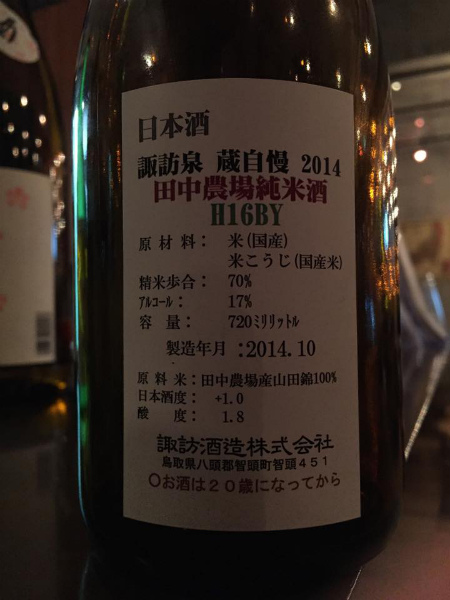 日本酒
諏訪泉 蔵自慢 2014
田中農場純米酒
H16BY
原材料： 米(国産)
米こうじ(国産米)
精米歩合： 70%
ｱﾙｺｰﾙ： 17%
容量： 720ﾐﾘﾘｯﾄﾙ
製造年月：2014.10
原料米：田中農場産山田錦100%
日本酒度： +1.0
酸度： 1.8
諏訪酒造株式会社
鳥取県八頭郡智頭町智頭451
〇お酒は20歳になってから